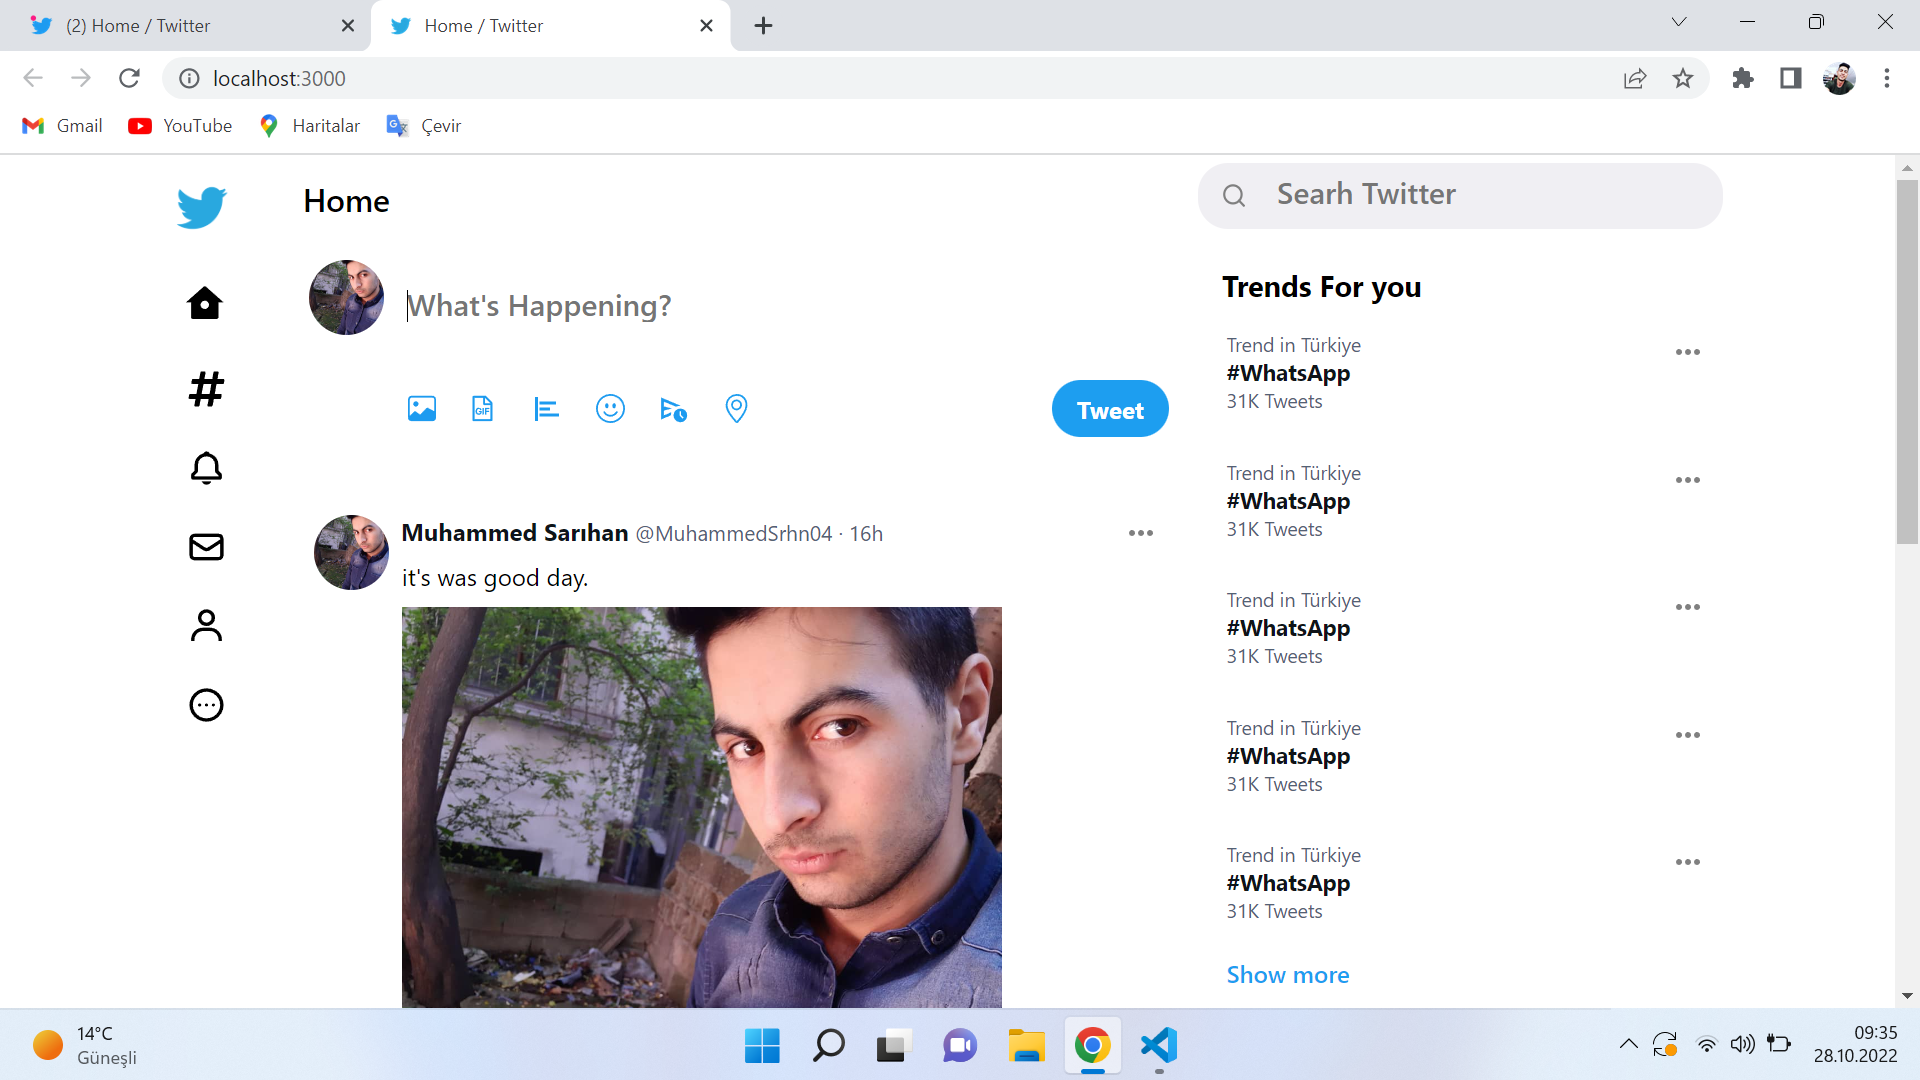 (2) Home / Twitter
Home / Twitter
localhost:3000
Gmail
YouTube
Haritalar
Çevir
Home
Searh Twitter
What's Happening?
GIF
Tweet
Muhammed Sarıhan @MuhammedSrhn04 · 16h
it's was good day.
Trends For you
Trend in Türkiye
#WhatsApp
31K Tweets
Trend in Türkiye
#WhatsApp
31K Tweets
Trend in Türkiye
#WhatsApp
31K Tweets
Trend in Türkiye
#WhatsApp
31K Tweets
Trend in Türkiye
#WhatsApp
31K Tweets
Show more
14°C
Güneşli
09:35
28.10.2022